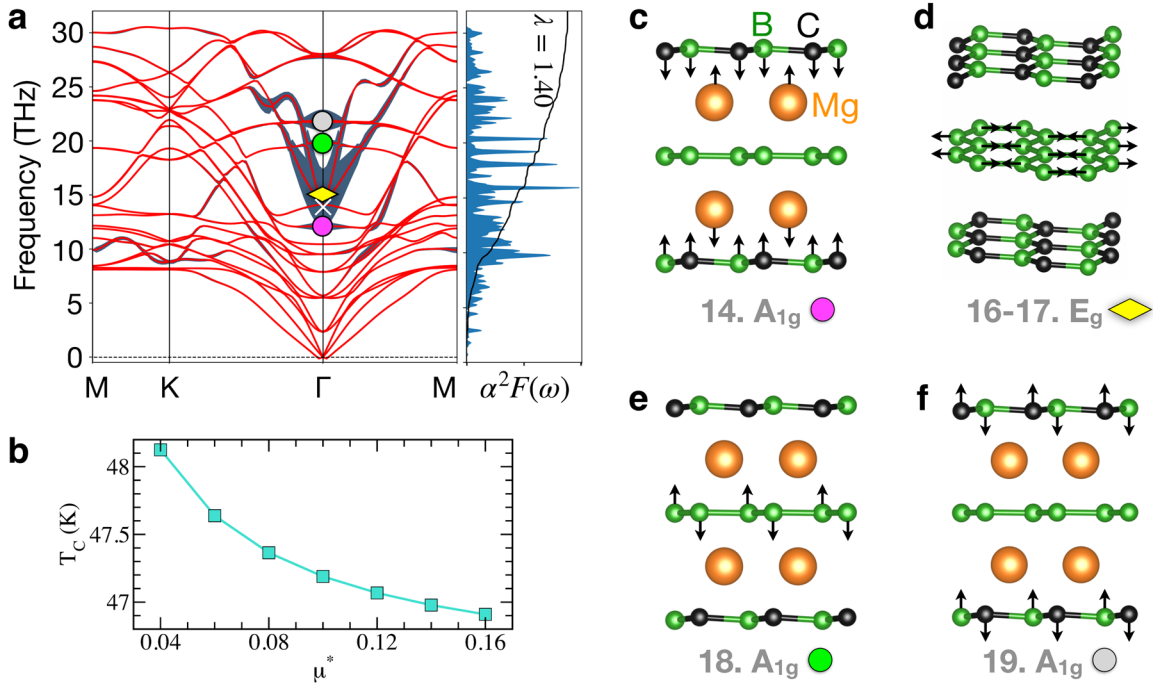 a
Frequency (THz)
30
25
20
15
10
5
0
M K Γ M
λ = 1.40
α²F(ω)
b
T_C (K)
48
47.5
47
0.04 0.08 0.12 0.16
μ*
c
B C
Mg
14. A₁g
d
16-17. Eg
e
18. A₁g
f
19. A₁g